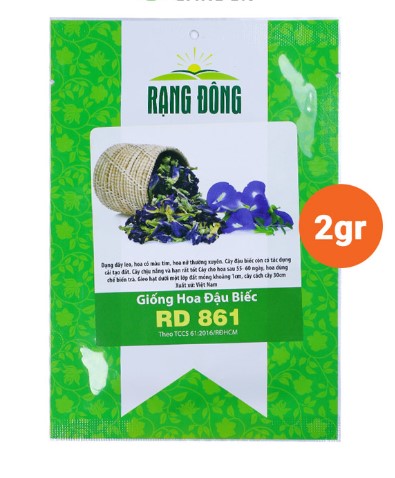 RẠNG ĐÔNG
2gr
Dạng dây leo, hoa có màu tím, hoa nở thường xuyên. Cây đậu biếc còn có tác dụng
cải tạo đất. Cây chịu nắng và hạn rất tốt Cây cho hoa sau 55- 60 ngày, hoa dùng
chế biến trà. Gieo hạt dưới một lớp đất mỏng khoảng 1cm, cây cách cây 30cm
Xuất xứ: Việt Nam
Giống Hoa Đậu Biếc
RD 861
Theo TCCS 61:2016/REIHCM